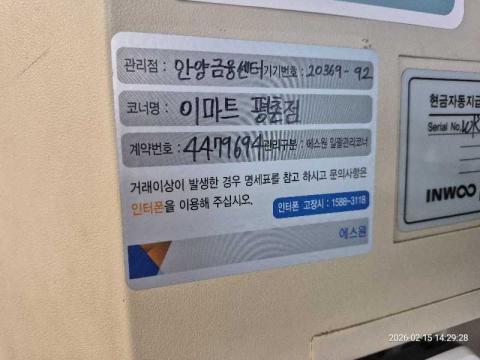 관리점 : 안양금융센터 기기번호 : 20369-92
코너명 : 이마트 평촌점
계약번호 : 4479694 관리구분 : 에스원 일괄관리코너
거래이상이 발생한 경우 명세표를 참고 하시고 문의사항은
인터폰을 이용해 주십시오.
인터폰 고장시 : 1588-3118
에스원
현금자동지급
Serial No.
WOOMNI
2026-02-15 14:29:28